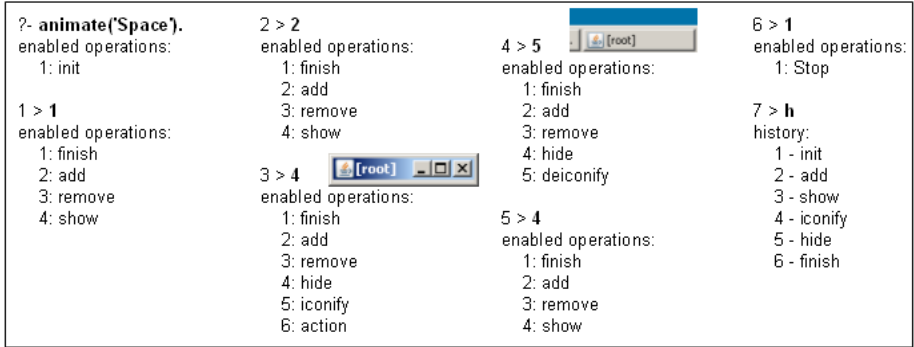 ?- animate('Space').
enabled operations:
1: init
1 > 1
enabled operations:
1: finish
2: add
3: remove
4: show
2 > 2
enabled operations:
1: finish
2: add
3: remove
4: show
3 > 4
[root]
enabled operations:
1: finish
2: add
3: remove
4: hide
5: iconify
6: action
4 > 5
[root]
enabled operations:
1: finish
2: add
3: remove
4: hide
5: deiconify
5 > 4
enabled operations:
1: finish
2: add
3: remove
4: show
6 > 1
enabled operations:
1: Stop
7 > h
history:
1 - init
2 - add
3 - show
4 - iconify
5 - hide
6 - finish